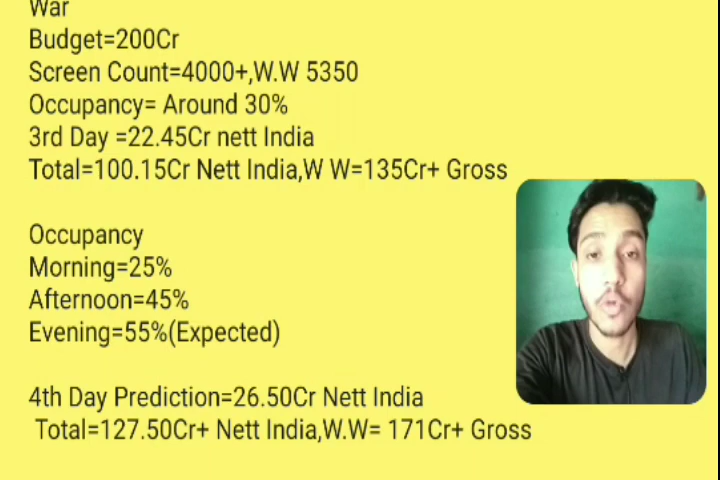 War
Budget=200Cr
Screen Count=4000+,W.W 5350
Occupancy= Around 30%
3rd Day =22.45Cr nett India
Total=100.15Cr Nett India,W W=135Cr+ Gross
Occupancy
Morning=25%
Afternoon=45%
Evening=55%(Expected)
4th Day Prediction=26.50Cr Nett India
Total=127.50Cr+ Nett India,W.W= 171Cr+ Gross